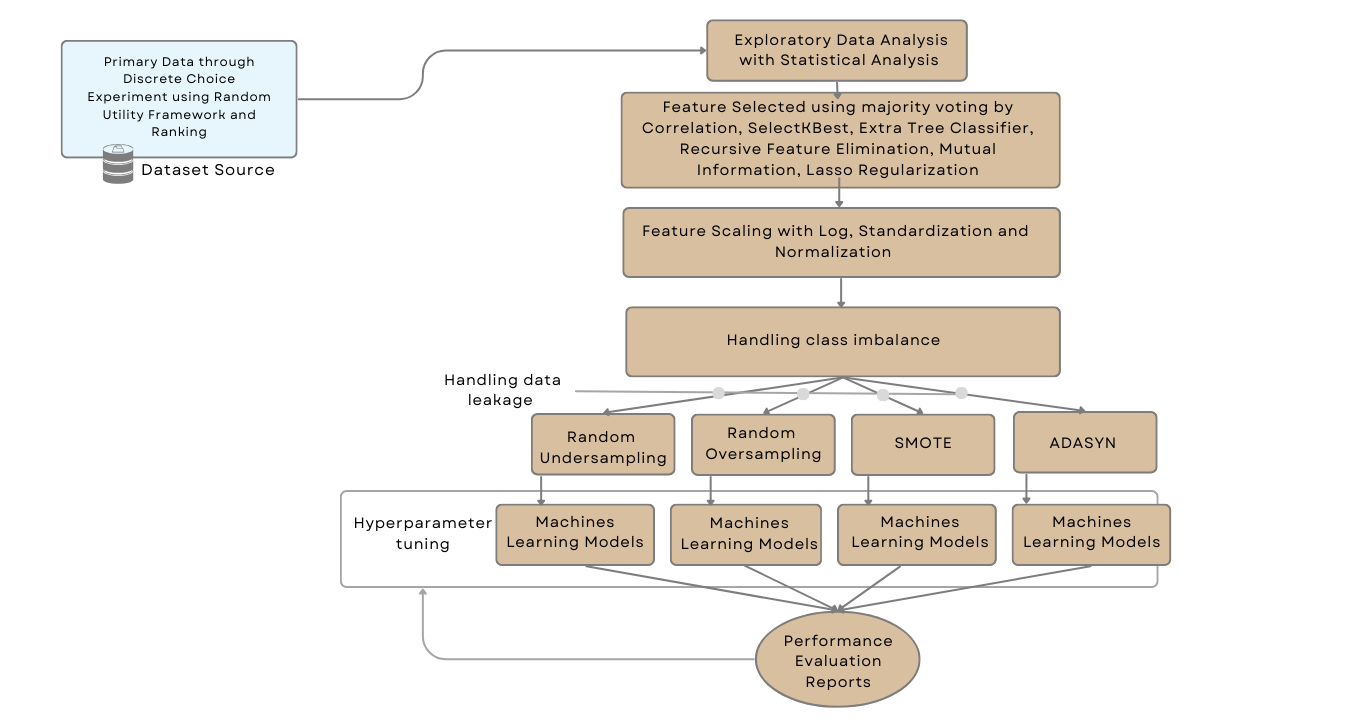 Primary Data through
Discrete Choice
Experiment using Random
Utility Framework and
Ranking
Dataset Source
Exploratory Data Analysis
with Statistical Analysis
Feature Selected using majority voting by
Correlation, SelectKBest, Extra Tree Classifier,
Recursive Feature Elimination, Mutual
Information, Lasso Regularization
Feature Scaling with Log, Standardization and
Normalization
Handling class imbalance
Handling data
leakage
Random
Undersampling
Random
Oversampling
SMOTE
ADASYN
Hyperparameter
tuning
Machines
Learning Models
Machines
Learning Models
Machines
Learning Models
Machines
Learning Models
Performance
Evaluation
Reports